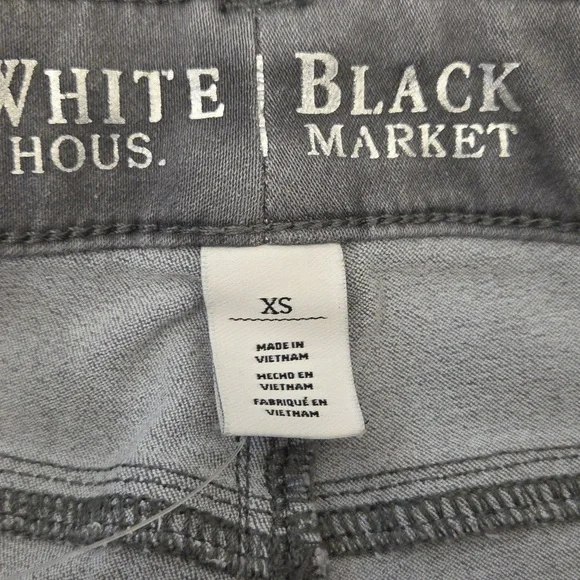 WHITE
HOUS.
BLACK
MARKET
XS
MADE IN
VIETNAM
HECHO EN
VIETNAM
FABRIQUÉ EN
VIETNAM